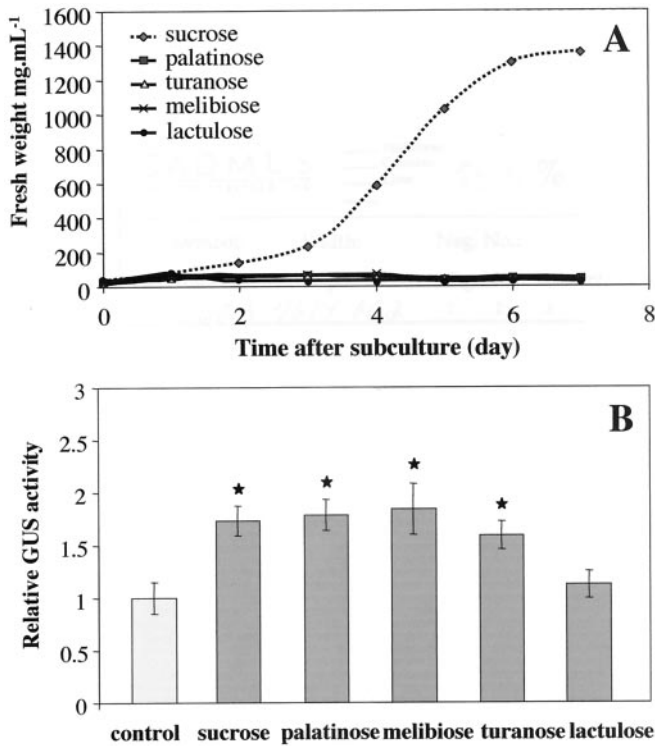 A
sucrose
palatinose
turanose
melibiose
lactulose
Fresh weight mg.mL-1
1600
1400
1200
1000
800
600
400
200
0
0 2 4 6 8
Time after subculture (day)
B
Relative GUS activity
3
2.5
2
1.5
1
0.5
0
control sucrose palatinose melibiose turanose lactulose